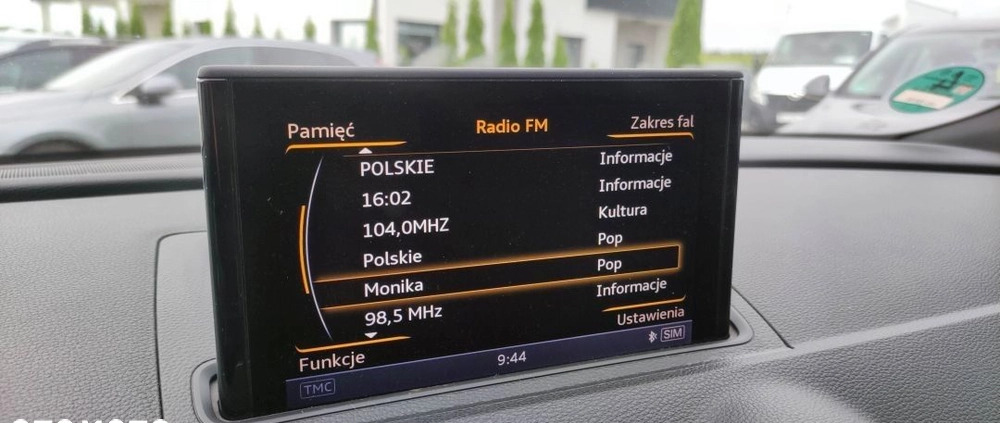 Pamięć Radio FM Zakres fal
POLSKIE Informacje
16:02 Informacje
104,0MHZ Kultura
Polskie Pop
Monika Pop
98,5 MHz Informacje
Funkcje Ustawienia
TMC 9:44 SIM